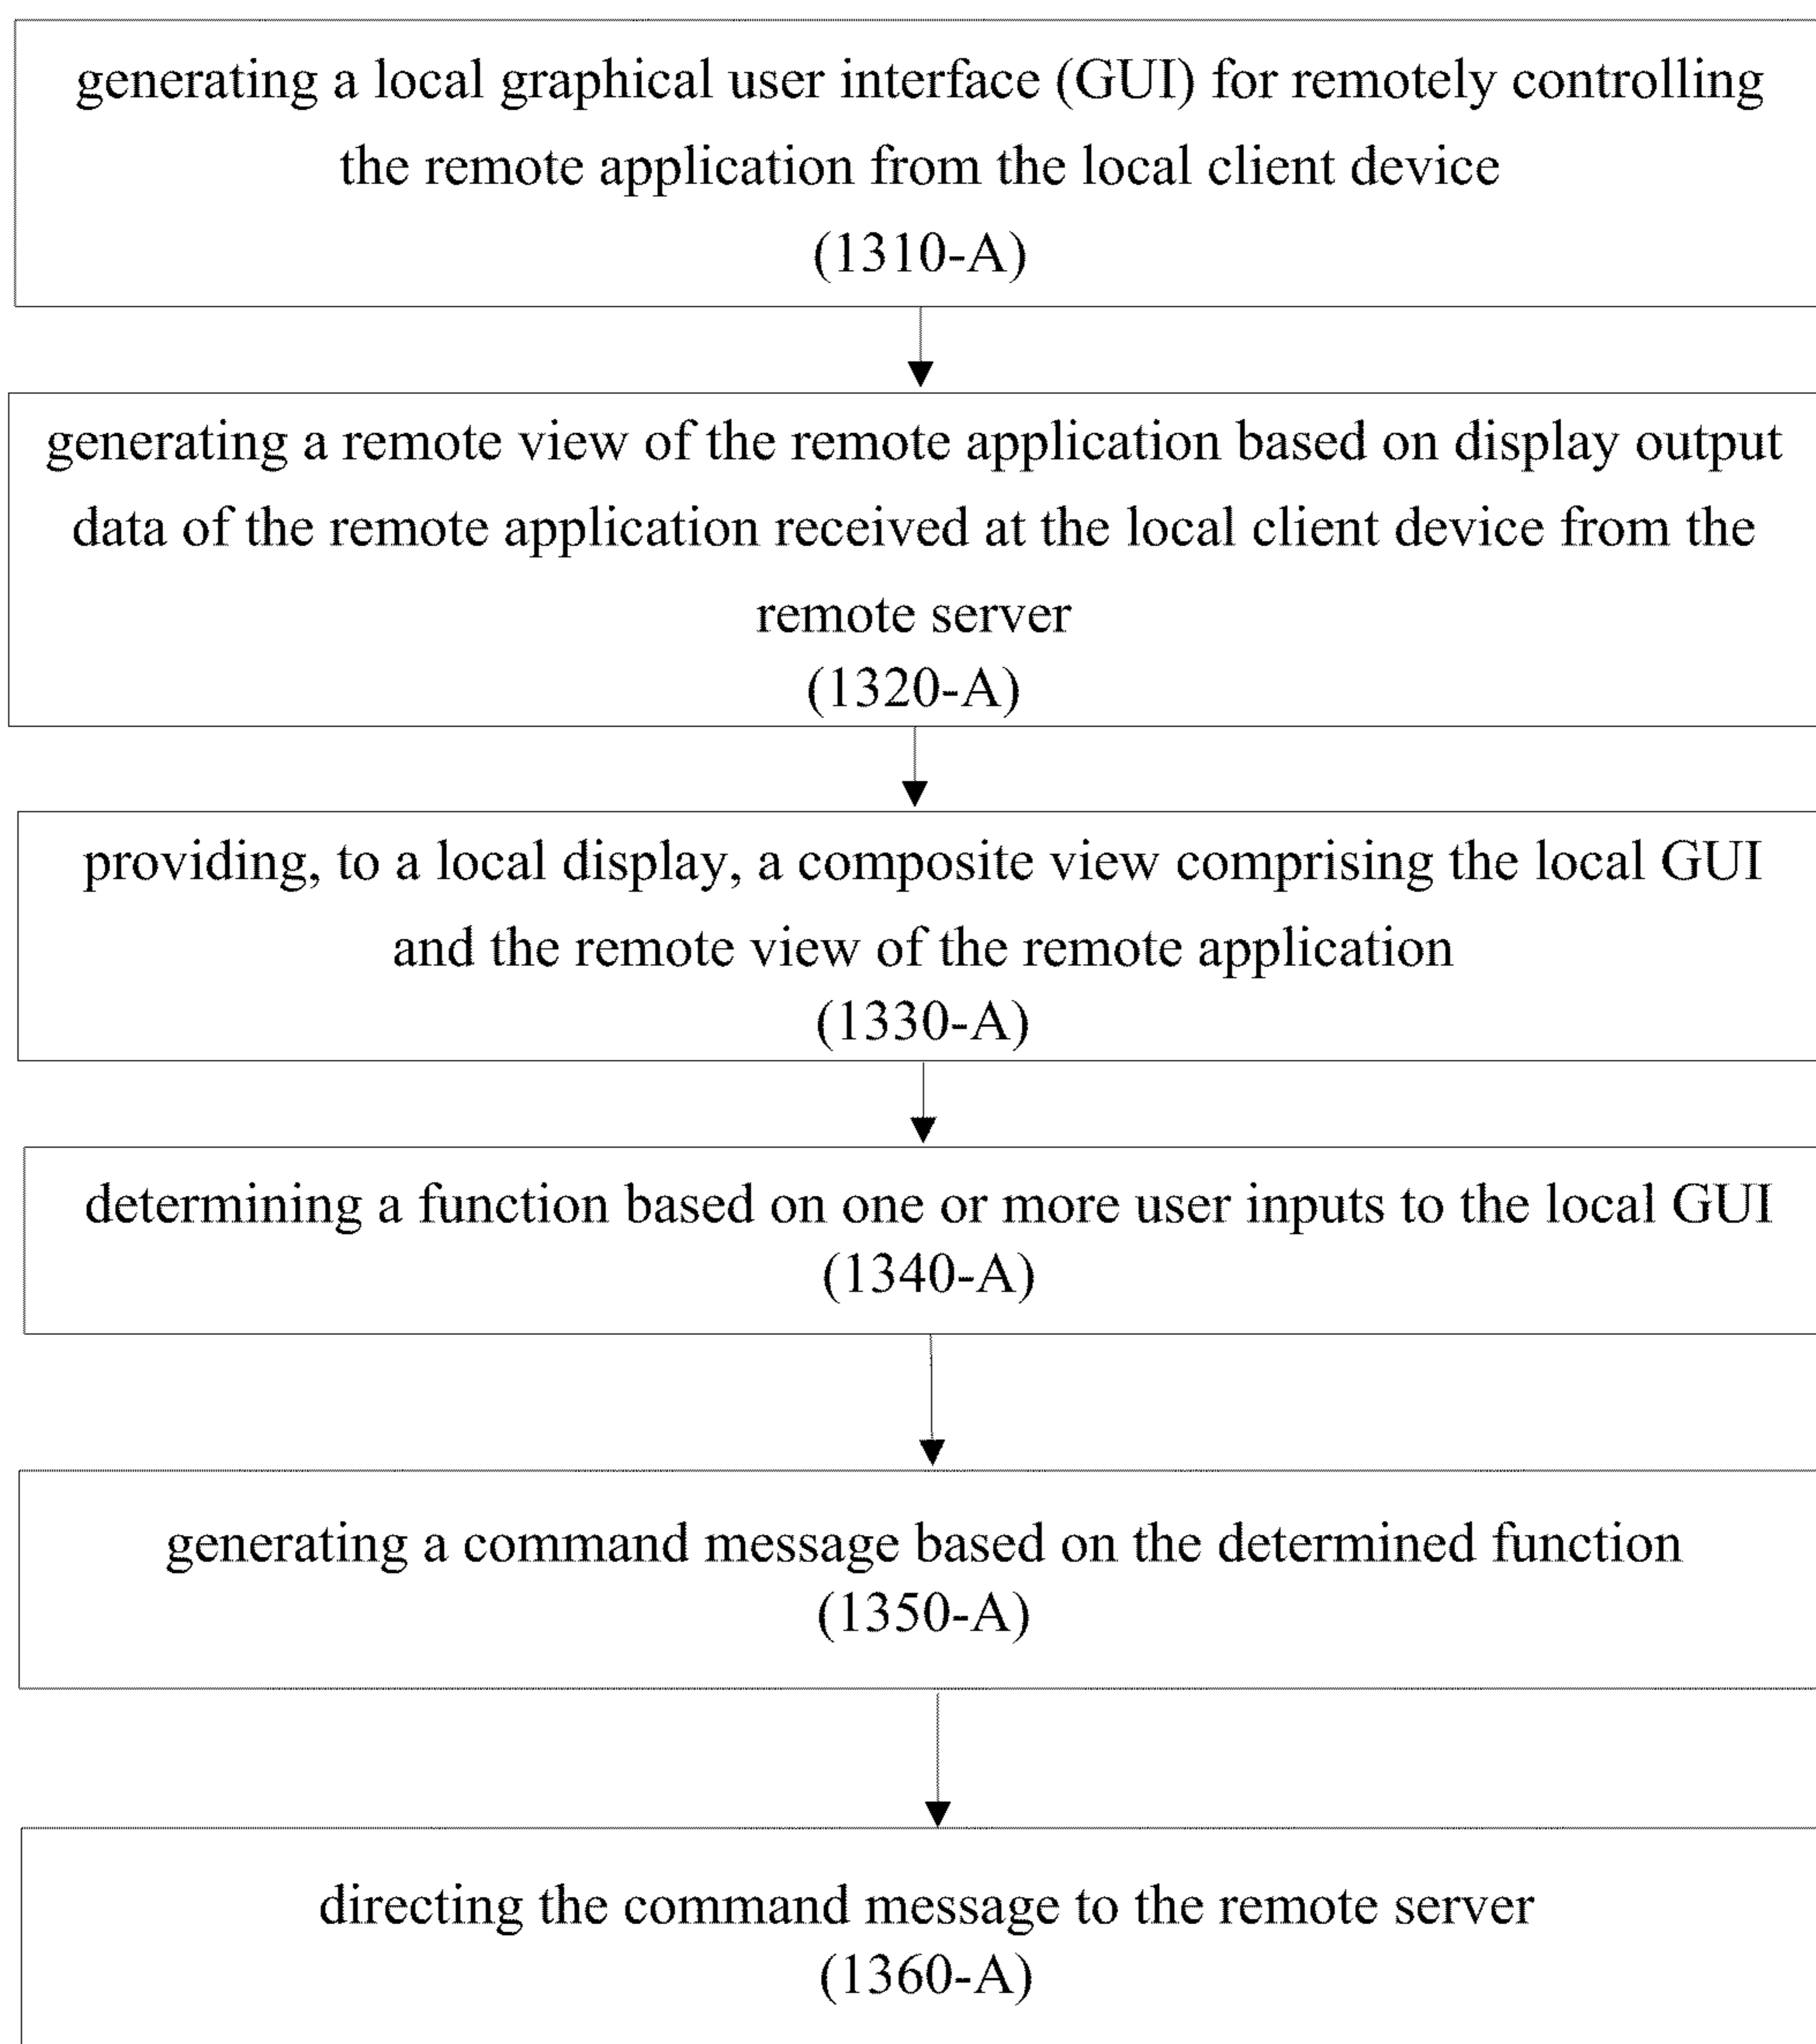 generating a local graphical user interface (GUI) for remotely controlling
the remote application from the local client device
(1310-A)
generating a remote view of the remote application based on display output
data of the remote application received at the local client device from the
remote server
(1320-A)
providing, to a local display, a composite view comprising the local GUI
and the remote view of the remote application
(1330-A)
determining a function based on one or more user inputs to the local GUI
(1340-A)
generating a command message based on the determined function
(1350-A)
directing the command message to the remote server
(1360-A)